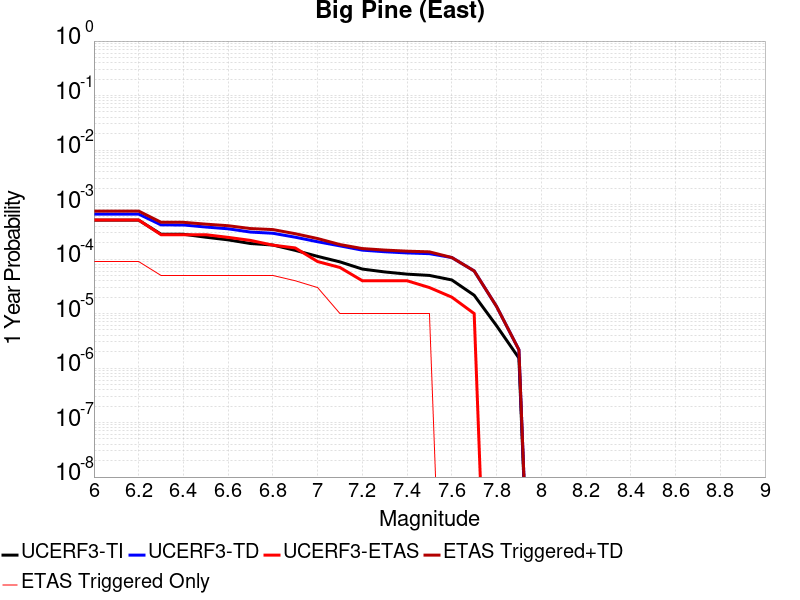 Big Pine (East)
10^0
10^-1
10^-2
10^-3
10^-4
10^-5
10^-6
10^-7
10^-8
1 Year Probability
6 6.2 6.4 6.6 6.8 7 7.2 7.4 7.6 7.8 8 8.2 8.4 8.6 8.8 9
Magnitude
UCERF3-TI UCERF3-TD UCERF3-ETAS ETAS Triggered+TD
ETAS Triggered Only